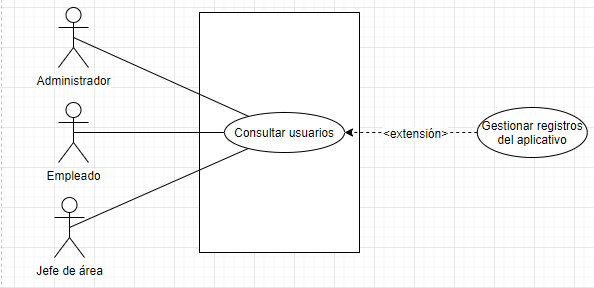 Administrador
Empleado
Jefe de área
Consultar usuarios
<extensión>
Gestionar registros
del aplicativo